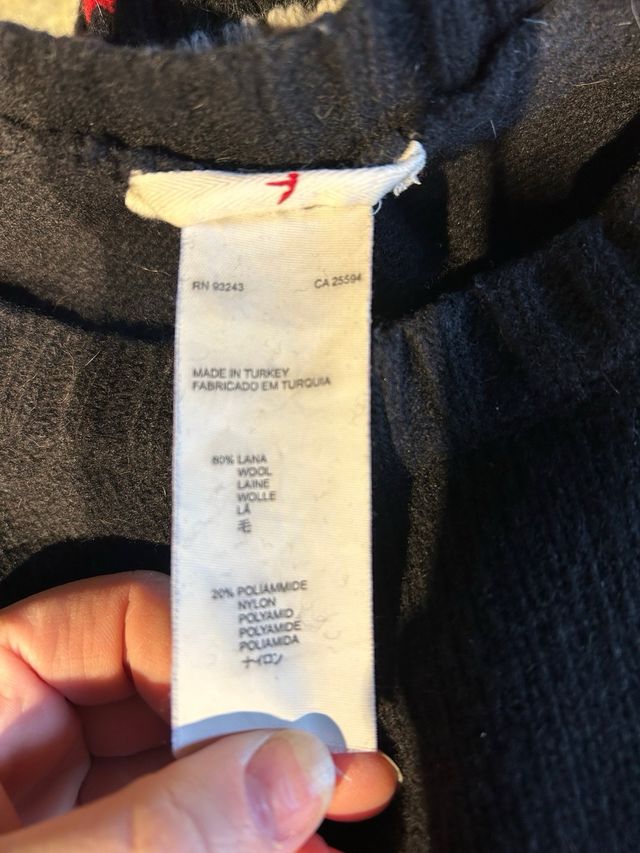 RN 93243 CA 25594
MADE IN TURKEY
FABRICADO EM TURQUIA
80% LANA
WOOL
LAINE
WOLLE
LÃ
毛
20% POLIAMMIDE
NYLON
POLYAMID
POLYAMIDE
POLIAMIDA
ナイロン